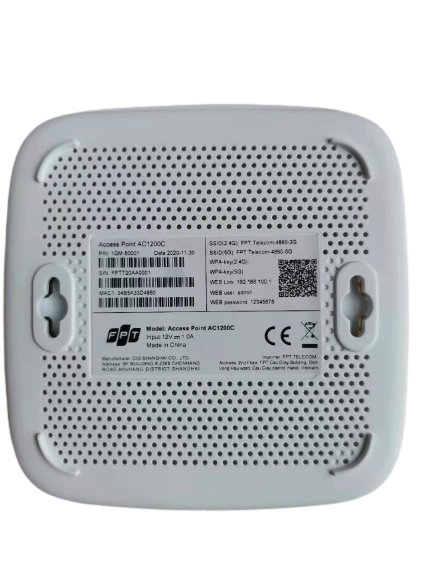 Access Point AC1200C
P/N: 1GM-80001 Date:2020-11-30
S/N: FPTT20AA0001
MAC1: 34B5A33D4860
SSID(2.4G): FPT Telecom-4860-2G
SSID(5G): FPT Telecom-4860-5G
WPA-key(2.4G):
WPA-key(5G)
WEB Link: 192.168.100.1
WEB user: admin
WEB password: 12345678
FPT
Model: Access Point AC1200C
Input:12V 1.0A
Made in China
CE
Manufacturer: CIG SHANGHAI CO., LTD
Address: 5F BUILDING 8,2388 CHENHANG
ROAD MINHANG DISTRICT SHANGHAI
Importer: FPT TELECOM
Address: 2nd Floor, FPT Cau Giay Building, Dich
Vong Hau ward, Cau Giay district, Hanoi, Vietnam